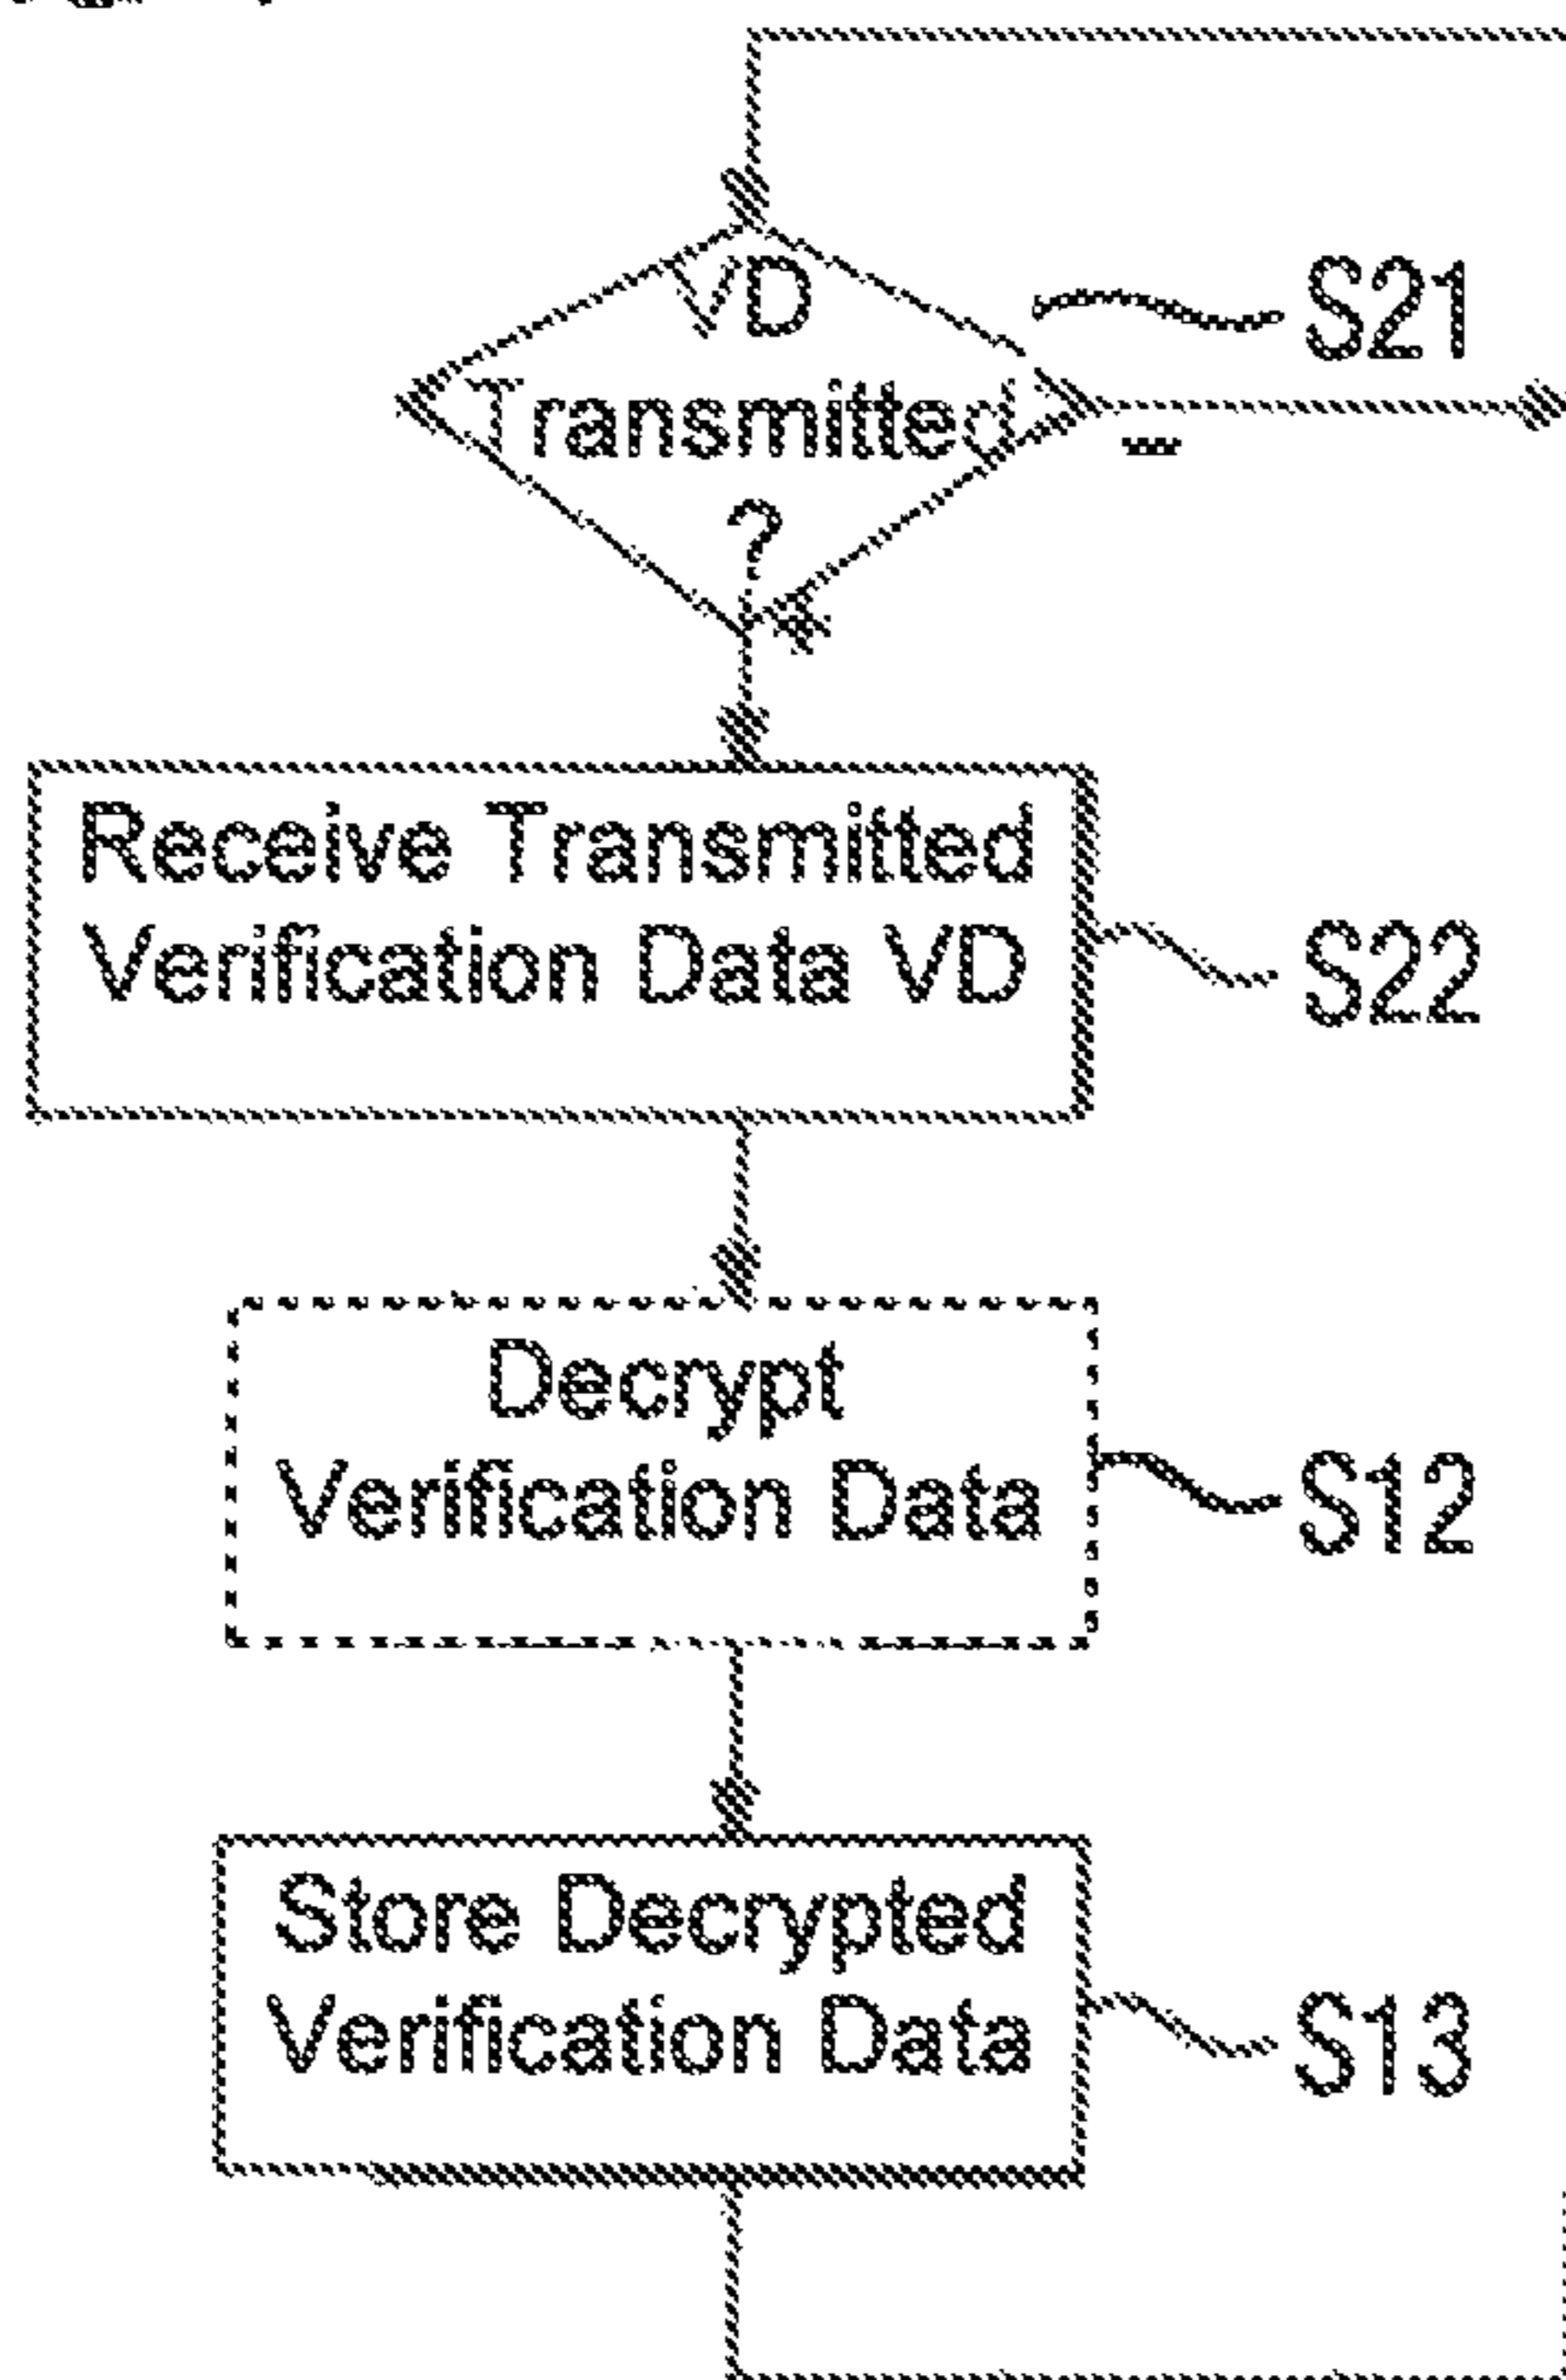 VD
Transmitted
?
S21
–
+
Receive Transmitted
Verification Data VD
S22
Decrypt
Verification Data
S12
Store Decrypted
Verification Data
S13